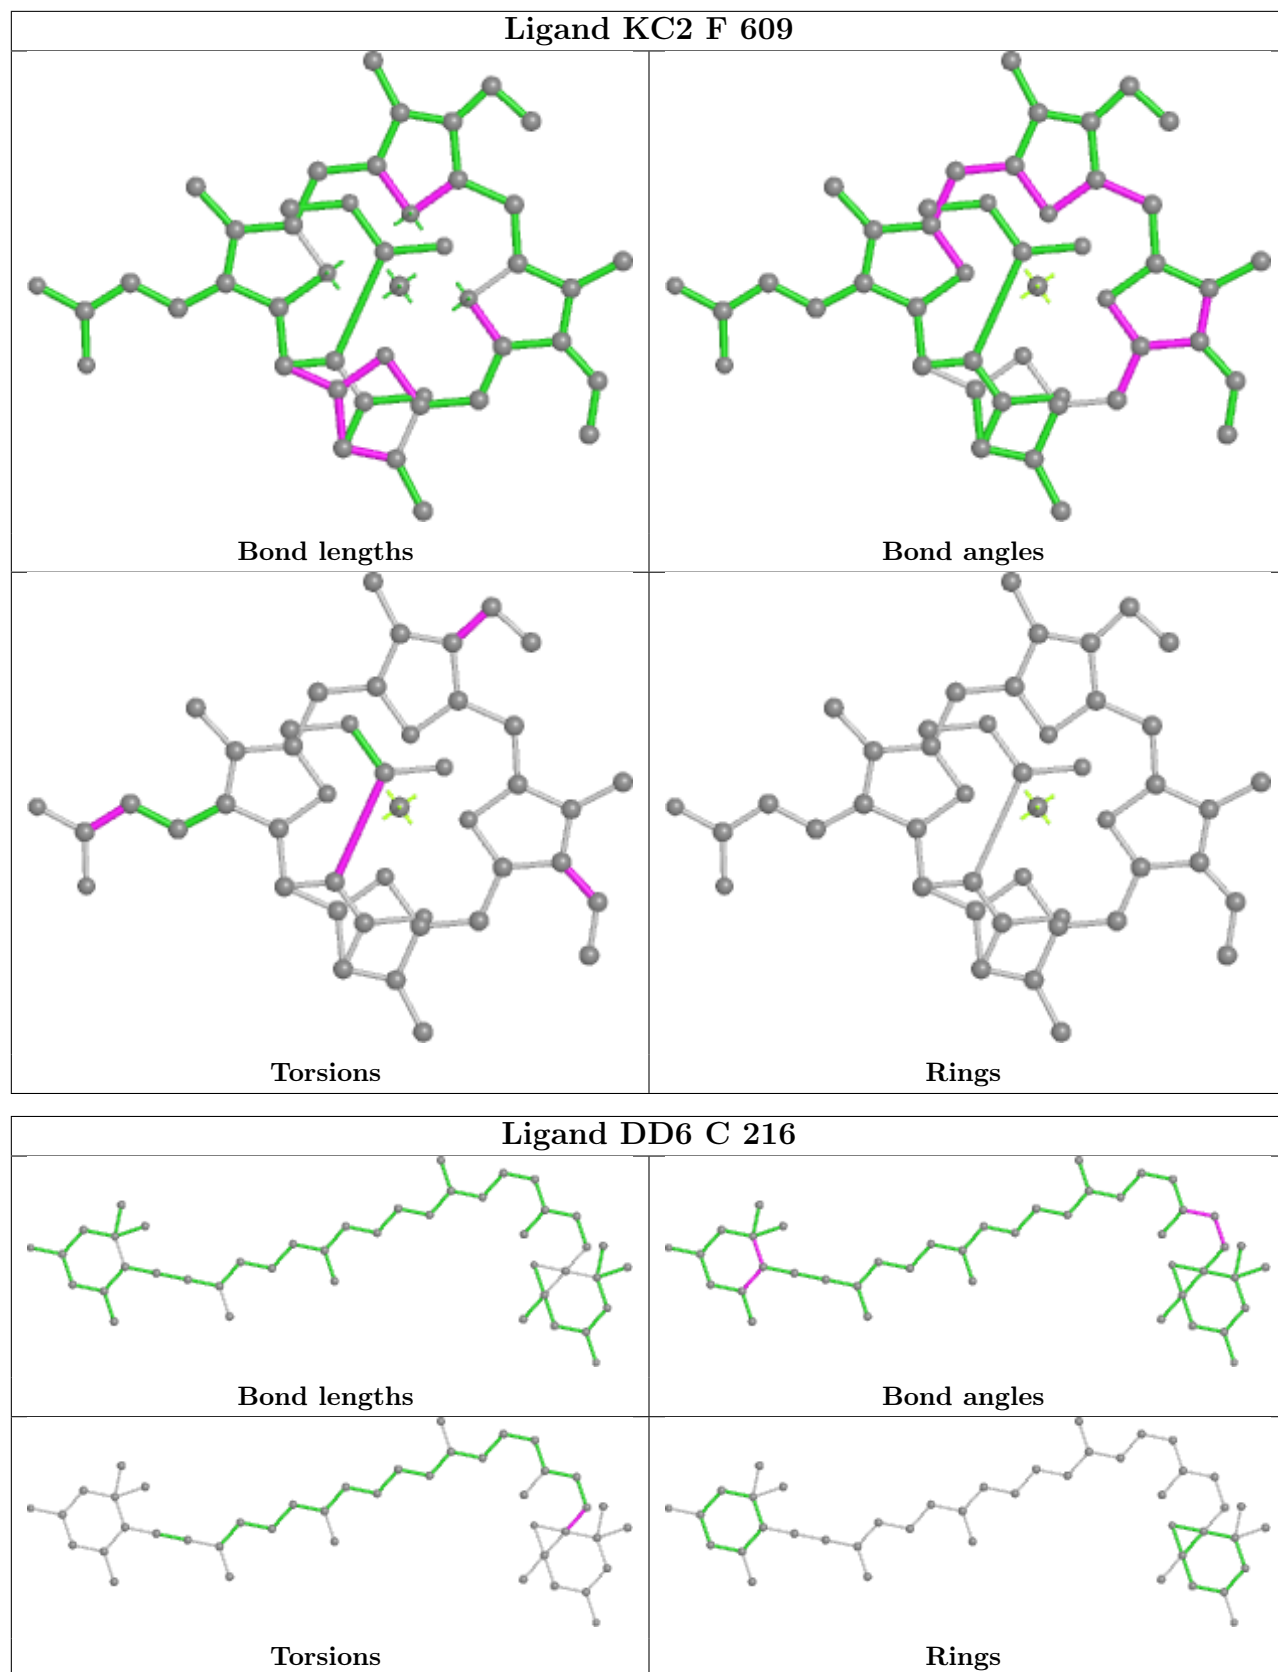 Ligand KC2 F 609
Bond lengths
Bond angles
Torsions
Rings
Ligand DD6 C 216
Bond lengths
Bond angles
Torsions
Rings